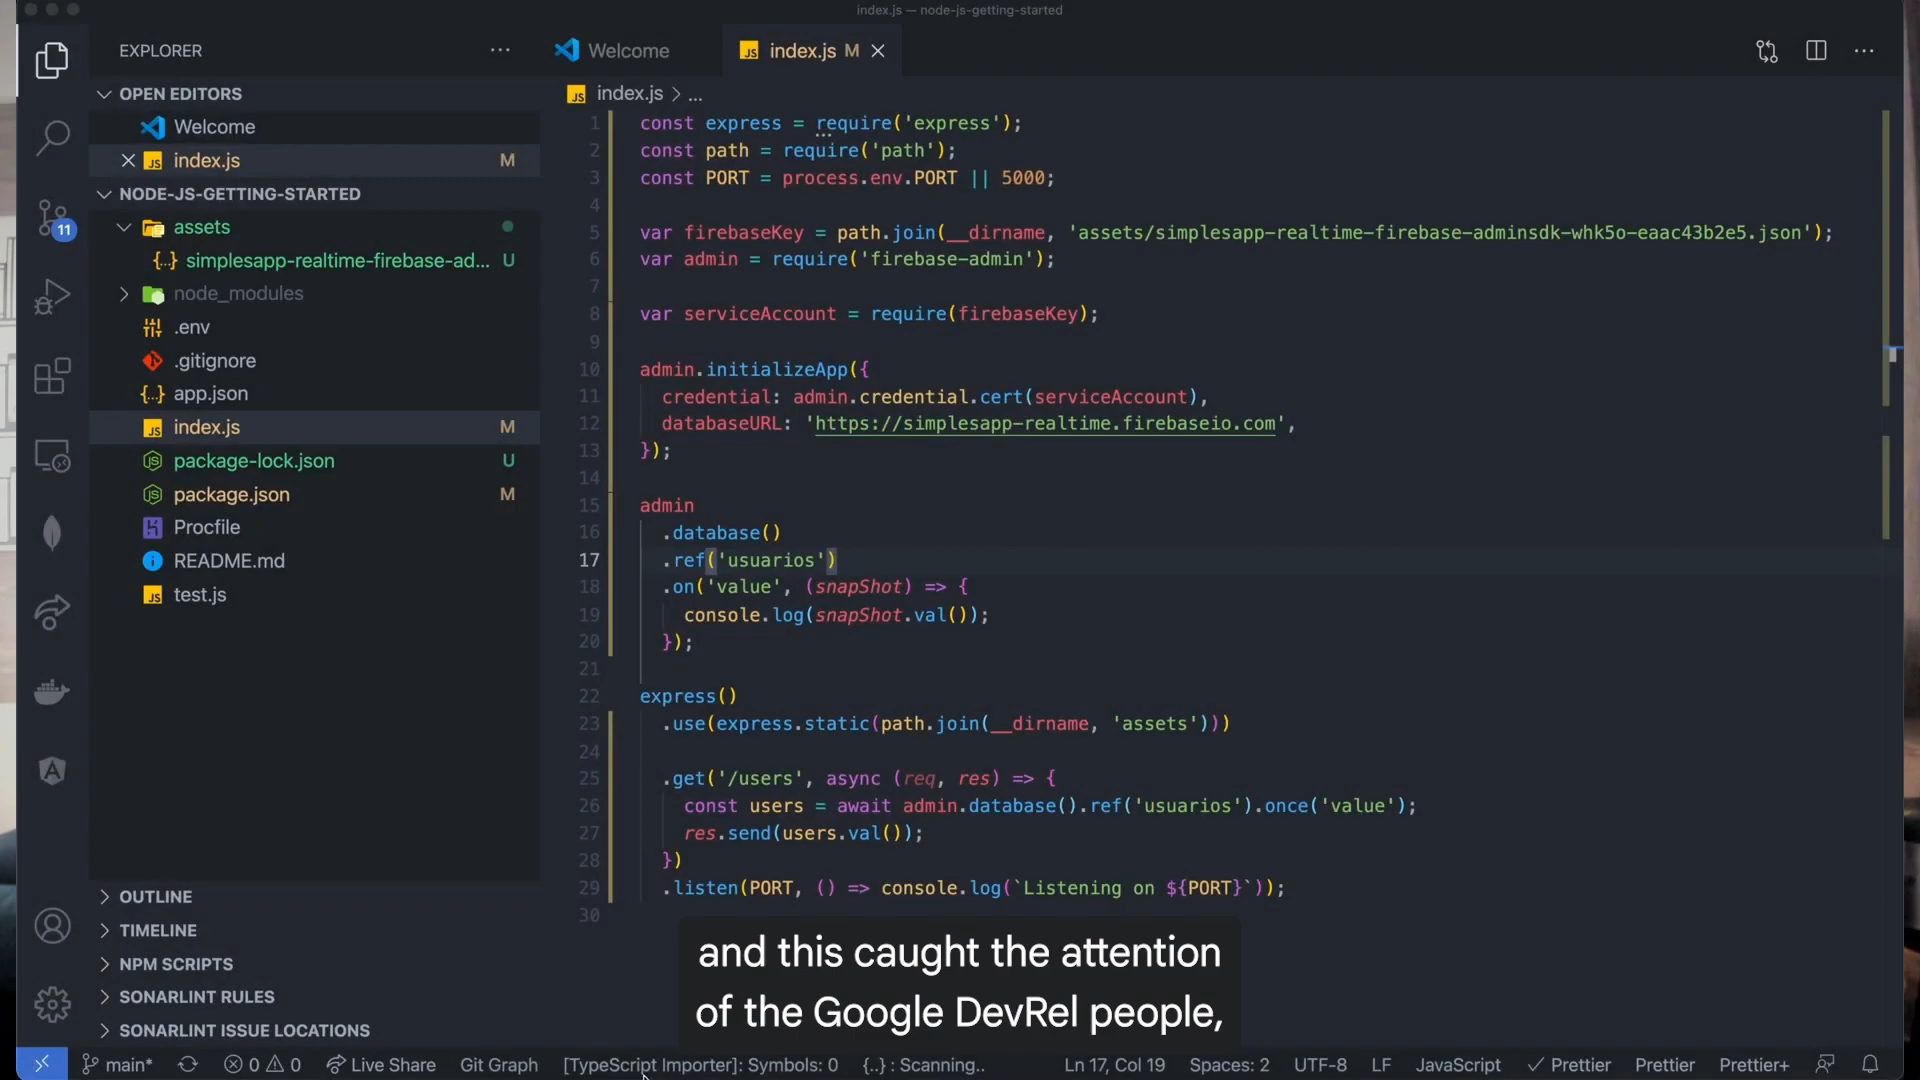 index.js — node-js-getting-started
EXPLORER
Welcome
index.js M
OPEN EDITORS
Welcome
index.js M
NODE-JS-GETTING-STARTED
assets
simplesapp-realtime-firebase-ad... U
node_modules
.env
.gitignore
app.json
index.js M
package-lock.json U
package.json M
Procfile
README.md
test.js
OUTLINE
TIMELINE
NPM SCRIPTS
SONARLINT RULES
SONARLINT ISSUE LOCATIONS
11
index.js > ...
1 const express = require('express');
2 const path = require('path');
3 const PORT = process.env.PORT || 5000;
4
5 var firebaseKey = path.join(__dirname, 'assets/simplesapp-realtime-firebase-adminsdk-whk5o-eaac43b2e5.json');
6 var admin = require('firebase-admin');
7
8 var serviceAccount = require(firebaseKey);
9
10 admin.initializeApp({
11 credential: admin.credential.cert(serviceAccount),
12 databaseURL: 'https://simplesapp-realtime.firebaseio.com',
13 });
14
15 admin
16 .database()
17 .ref('usuarios')
18 .on('value', (snapShot) => {
19 console.log(snapShot.val());
20 });
21
22 express()
23 .use(express.static(path.join(__dirname, 'assets')))
24
25 .get('/users', async (req, res) => {
26 const users = await admin.database().ref('usuarios').once('value');
27 res.send(users.val());
28 })
29 .listen(PORT, () => console.log(`Listening on ${PORT}`));
30
and this caught the attention
of the Google DevRel people,
main* 0 0 Live Share Git Graph [TypeScript Importer]: Symbols: 0 {..} : Scanning.. Ln 17, Col 19 Spaces: 2 UTF-8 LF JavaScript Prettier Prettier Prettier+